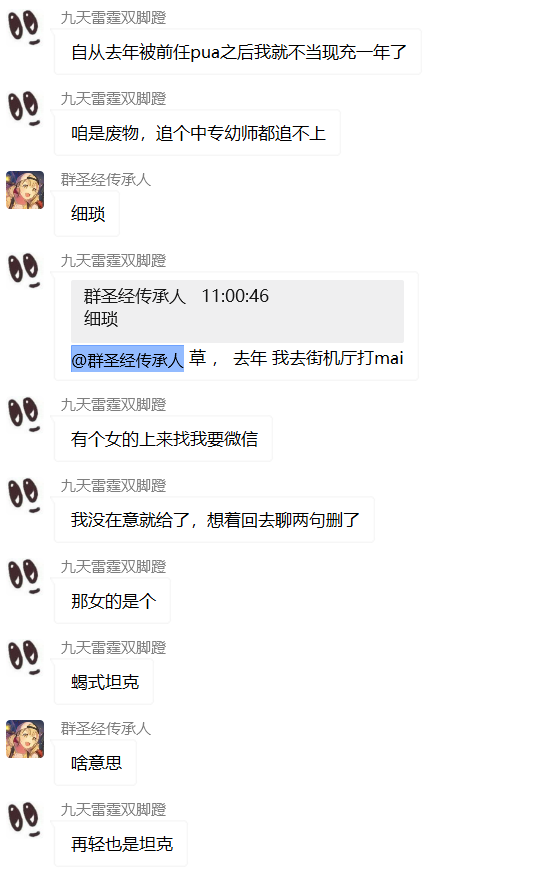 九天雷霆双脚蹬
自从去年被前任pua之后我就不当现充一年了
九天雷霆双脚蹬
咱是废物，追个中专幼师都追不上
群圣经传承人
细琐
九天雷霆双脚蹬
群圣经传承人 11:00:46
细琐
@群圣经传承人 草， 去年 我去街机厅打mai
九天雷霆双脚蹬
有个女的上来找我要微信
九天雷霆双脚蹬
我没在意就给了，想着回去聊两句删了
九天雷霆双脚蹬
那女的是个
九天雷霆双脚蹬
蝎式坦克
群圣经传承人
啥意思
九天雷霆双脚蹬
再轻也是坦克